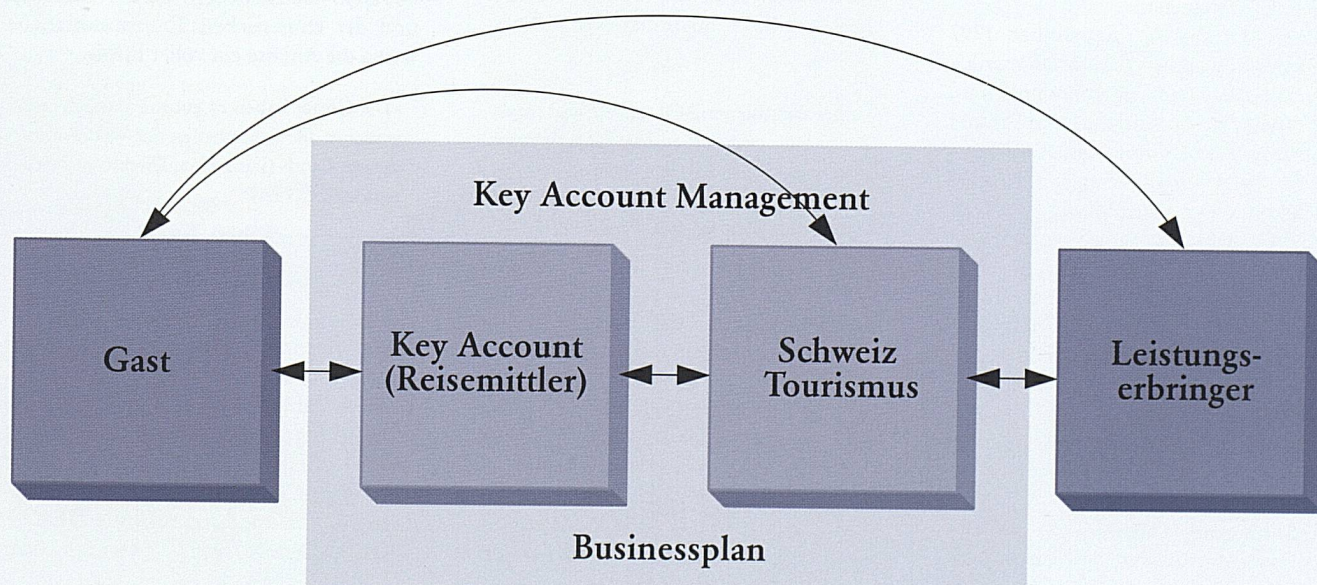 Key Account Management
Gast
Key Account
(Reisemittler)
Schweiz
Tourismus
Leistungs-
erbringer
Businessplan